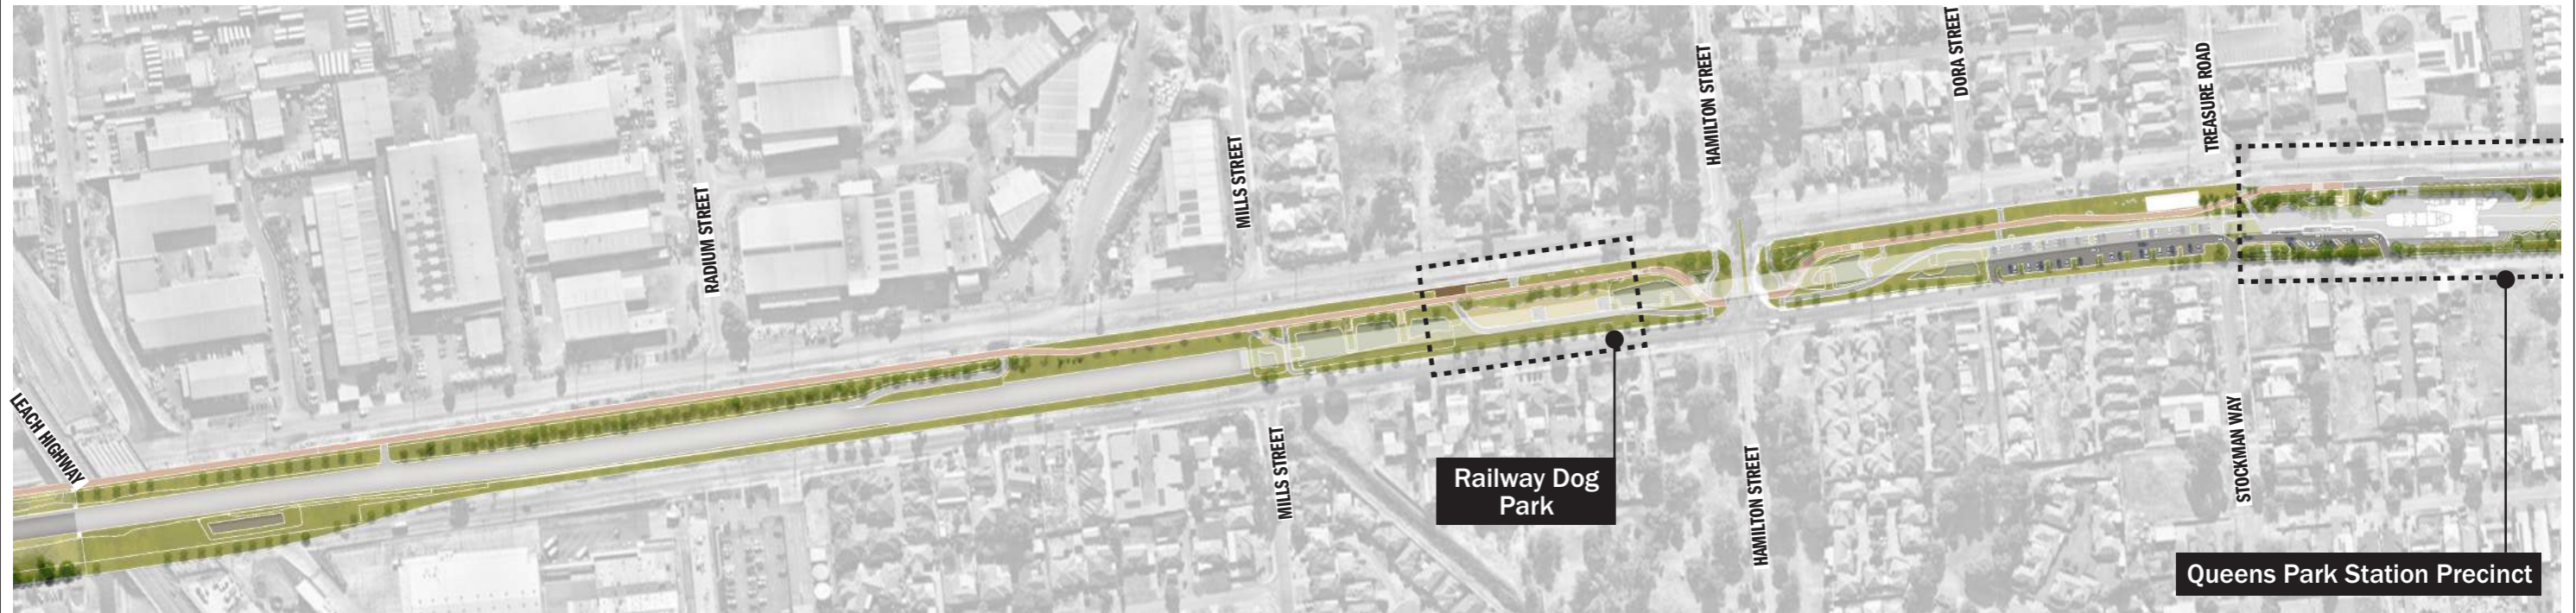 LEACH HIGHWAY
RADIUM STREET
MILLS STREET
HAMILTON STREET
DORA STREET
TREASURE ROAD
MILLS STREET
Railway Dog
Park
HAMILTON STREET
STOCKMAN WAY
Queens Park Station Precinct